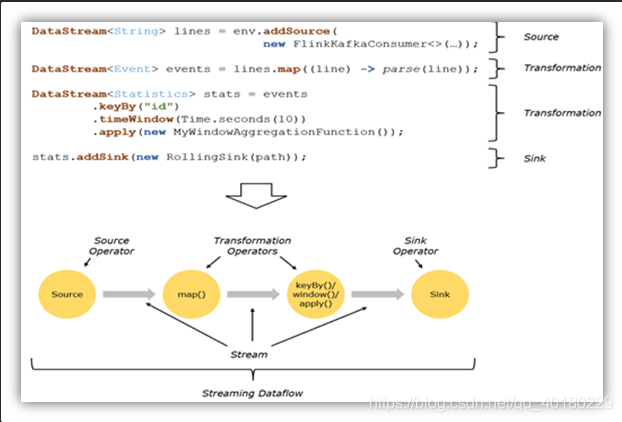 DataStream<String> lines = env.addSource(
new FlinkKafkaConsumer<>(…));
Source
DataStream<Event> events = lines.map((line) -> parse(line));
Transformation
DataStream<Statistics> stats = events
.keyBy("id")
.timeWindow(Time.seconds(10))
.apply(new MyWindowAggregationFunction());
Transformation
stats.addSink(new RollingSink(path));
Sink
Source
Operator
Transformation
Operators
Sink
Operator
Source
map()
keyBy()/
window()/
apply()
Sink
Stream
Streaming Dataflow
https://blog.csdn.net/qq_40180229